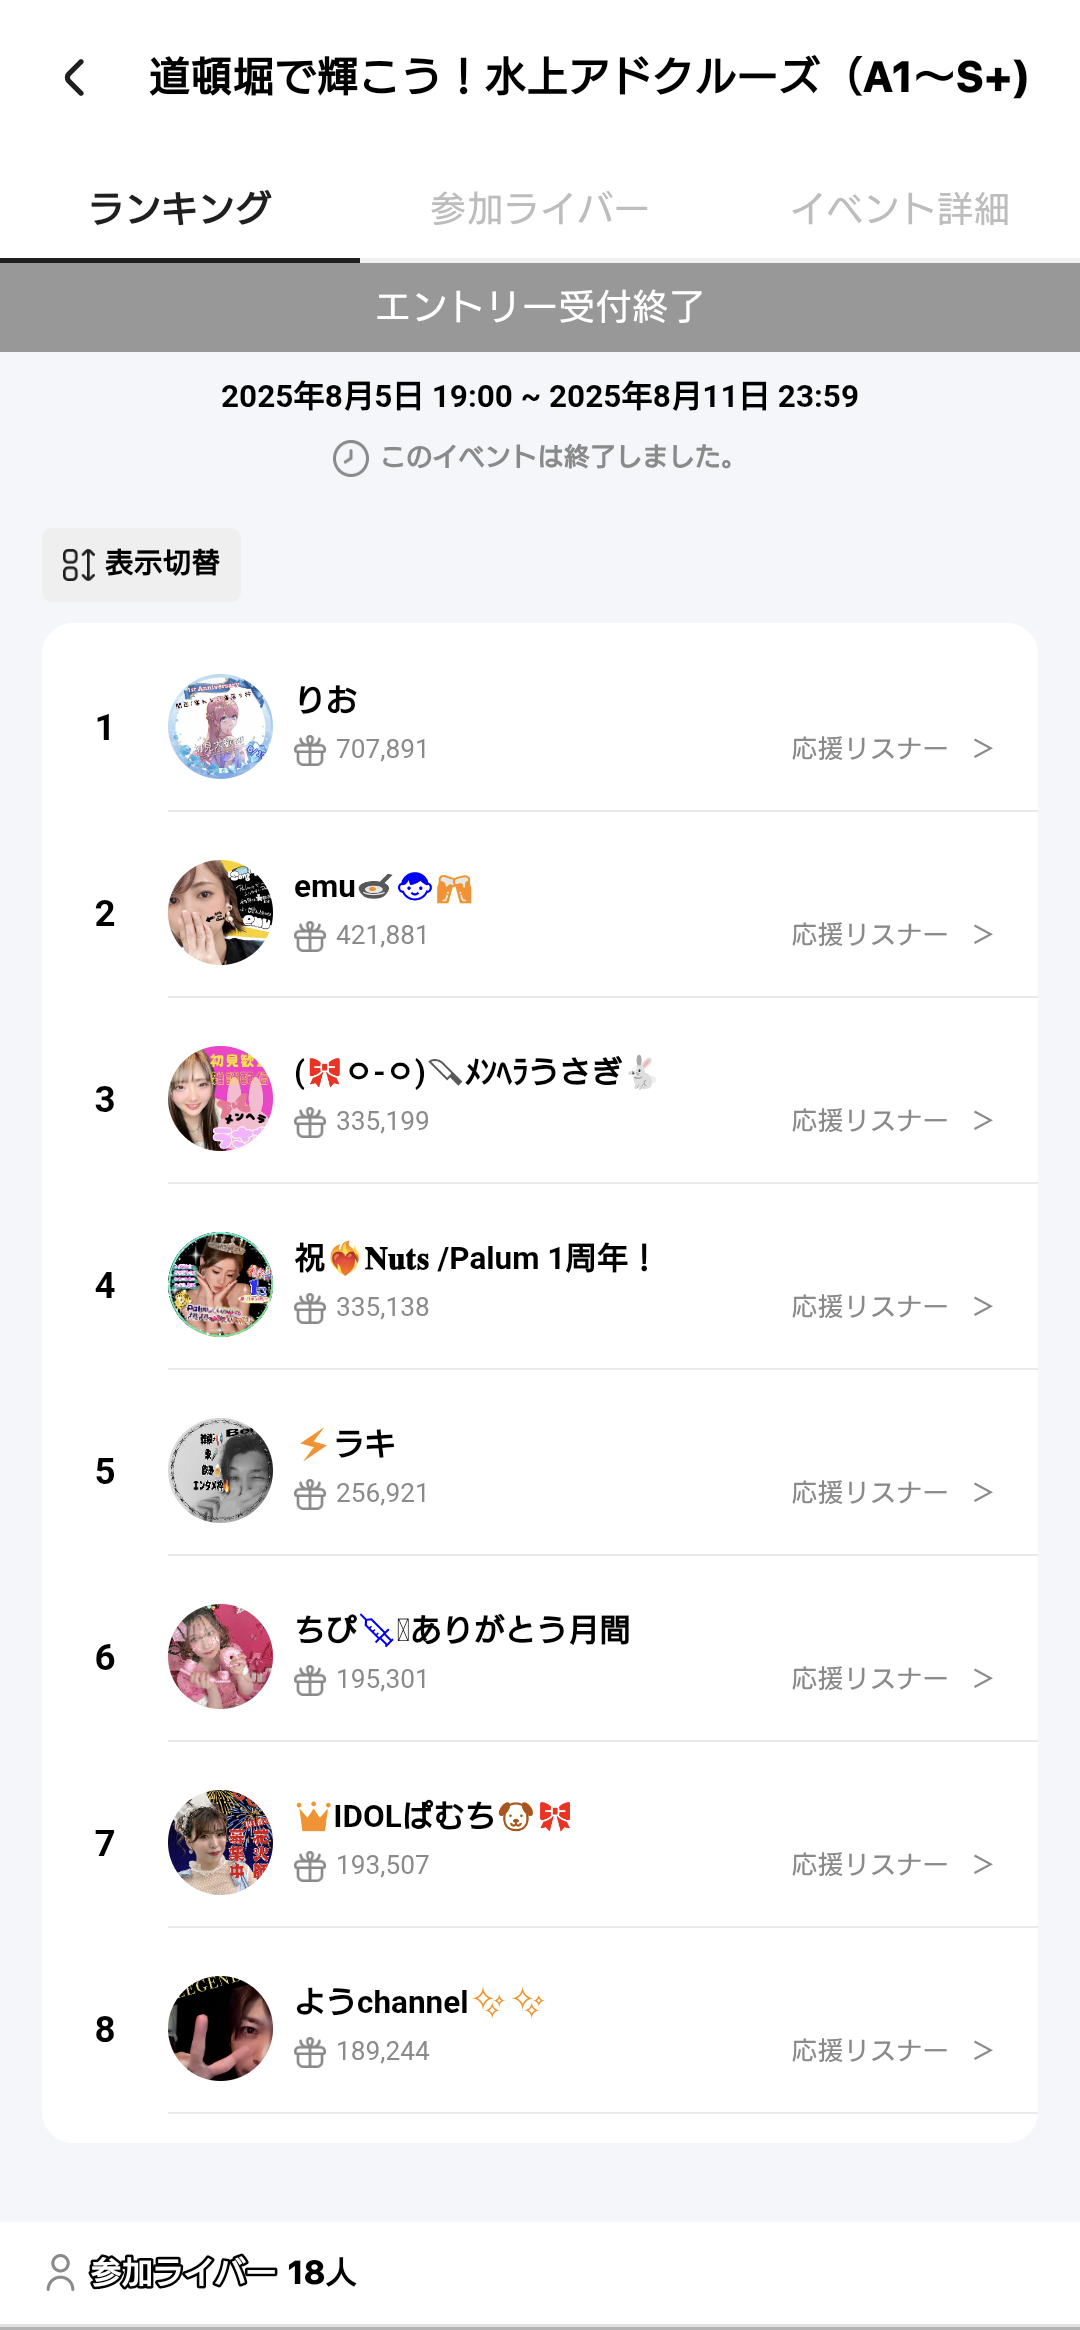 道頓堀で輝こう！水上アドクルーズ（A1〜S+）
ランキング 参加ライバー イベント詳細
エントリー受付終了
2025年8月5日 19:00 ~ 2025年8月11日 23:59
このイベントは終了しました。
表示切替
1 りお
707,891 応援リスナー >
2 emu🍳👦🍻
421,881 応援リスナー >
3 (🎀ㅇ-ㅇ)🔪ﾒﾝﾍﾗうさぎ🐇
335,199 応援リスナー >
4 祝❤️‍🔥𝐍𝐮𝐭𝐬 /Palum 1周年！
335,138 応援リスナー >
5 ⚡ラキ
256,921 応援リスナー >
6 ちぴ💉ありがとう月間
195,301 応援リスナー >
7 👑IDOLぱむち🐶🎀
193,507 応援リスナー >
8 ようchannel✨✨
189,244 応援リスナー >
参加ライバー 18人